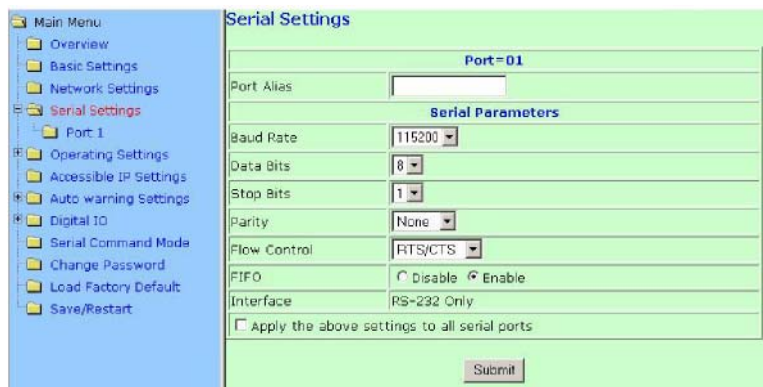 Main Menu
Overview
Basic Settings
Network Settings
Serial Settings
Port 1
Operating Settings
Accessible IP Settings
Auto warning Settings
Digital IO
Serial Command Mode
Change Password
Load Factory Default
Save/Restart
Serial Settings
Port=01
Port Alias
Serial Parameters
Baud Rate 115200
Data Bits 8
Stop Bits 1
Parity None
Flow Control RTS/CTS
FIFO Disable Enable
Interface RS-232 Only
Apply the above settings to all serial ports
Submit